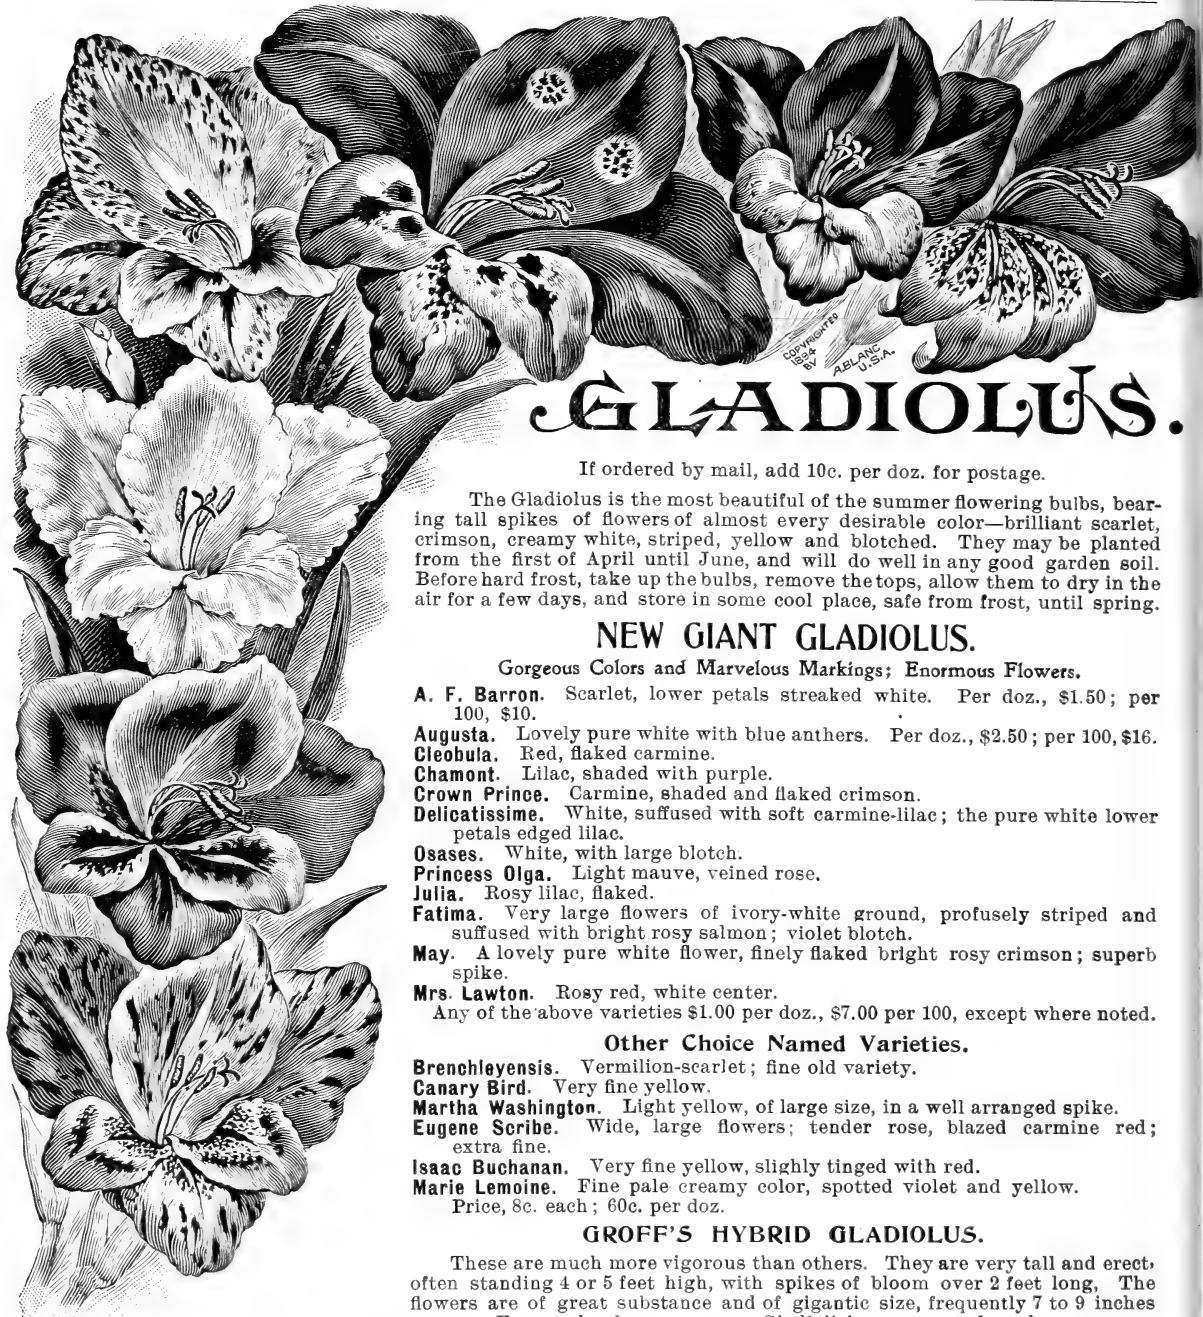 COPYRIGHTED
1894
BY
A.BLANC
U.S.A.
GLADIOLUS.
If ordered by mail, add 10c. per doz. for postage.
The Gladiolus is the most beautiful of the summer flowering bulbs, bear-
ing tall spikes of flowers of almost every desirable color—brilliant scarlet,
crimson, creamy white, striped, yellow and blotched. They may be planted
from the first of April until June, and will do well in any good garden soil.
Before hard frost, take up the bulbs, remove the tops, allow them to dry in the
air for a few days, and store in some cool place, safe from frost, until spring.
NEW GIANT GLADIOLUS.
Gorgeous Colors and Marvelous Markings; Enormous Flowers.
A. F. Barron. Scarlet, lower petals streaked white. Per doz., $1.50; per
100, $10.
Augusta. Lovely pure white with blue anthers. Per doz., $2.50; per 100, $16.
Cleobula. Red, flaked carmine.
Chamont. Lilac, shaded with purple.
Crown Prince. Carmine, shaded and flaked crimson.
Delicatissime. White, suffused with soft carmine-lilac; the pure white lower
petals edged lilac.
Osases. White, with large blotch.
Princess Olga. Light mauve, veined rose.
Julia. Rosy lilac, flaked.
Fatima. Very large flowers of ivory-white ground, profusely striped and
suffused with bright rosy salmon; violet blotch.
May. A lovely pure white flower, finely flaked bright rosy crimson; superb
spike.
Mrs. Lawton. Rosy red, white center.
Any of the above varieties $1.00 per doz., $7.00 per 100, except where noted.
Other Choice Named Varieties.
Brenchleyensis. Vermilion-scarlet; fine old variety.
Canary Bird. Very fine yellow.
Martha Washington. Light yellow, of large size, in a well arranged spike.
Eugene Scribe. Wide, large flowers; tender rose, blazed carmine red;
extra fine.
Isaac Buchanan. Very fine yellow, slighly tinged with red.
Marie Lemoine. Fine pale creamy color, spotted violet and yellow.
Price, 8c. each; 60c. per doz.
GROFF'S HYBRID GLADIOLUS.
These are much more vigorous than others. They are very tall and erect,
often standing 4 or 5 feet high, with spikes of bloom over 2 feet long, The
flowers are of great substance and of gigantic size, frequently 7 to 9 inches